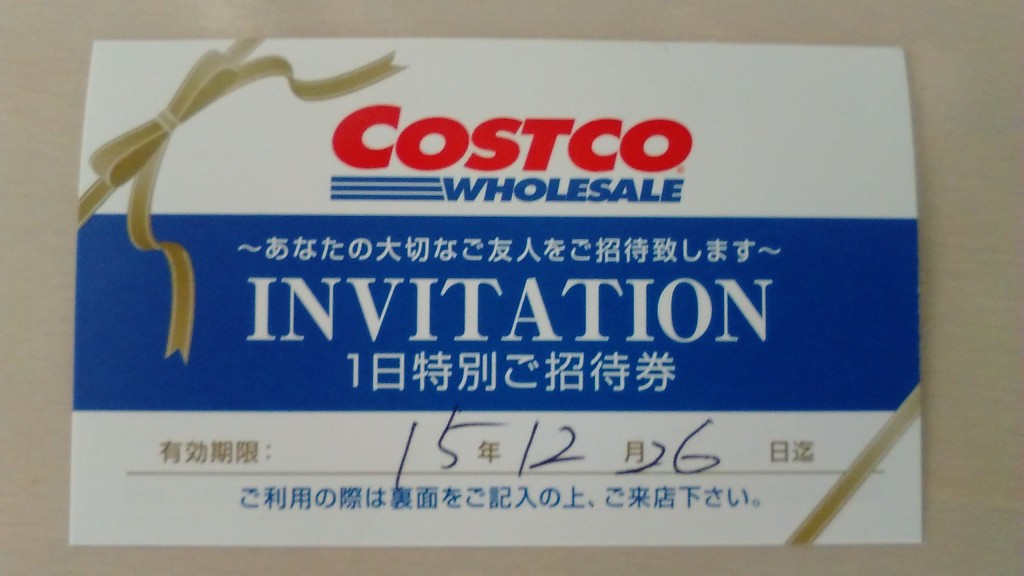 COSTCO
WHOLESALE
～あなたの大切なご友人をご招待致します～
INVITATION
1日特別ご招待券
有効期限： 15年 12月 26日迄
ご利用の際は裏面をご記入の上、ご来店下さい。